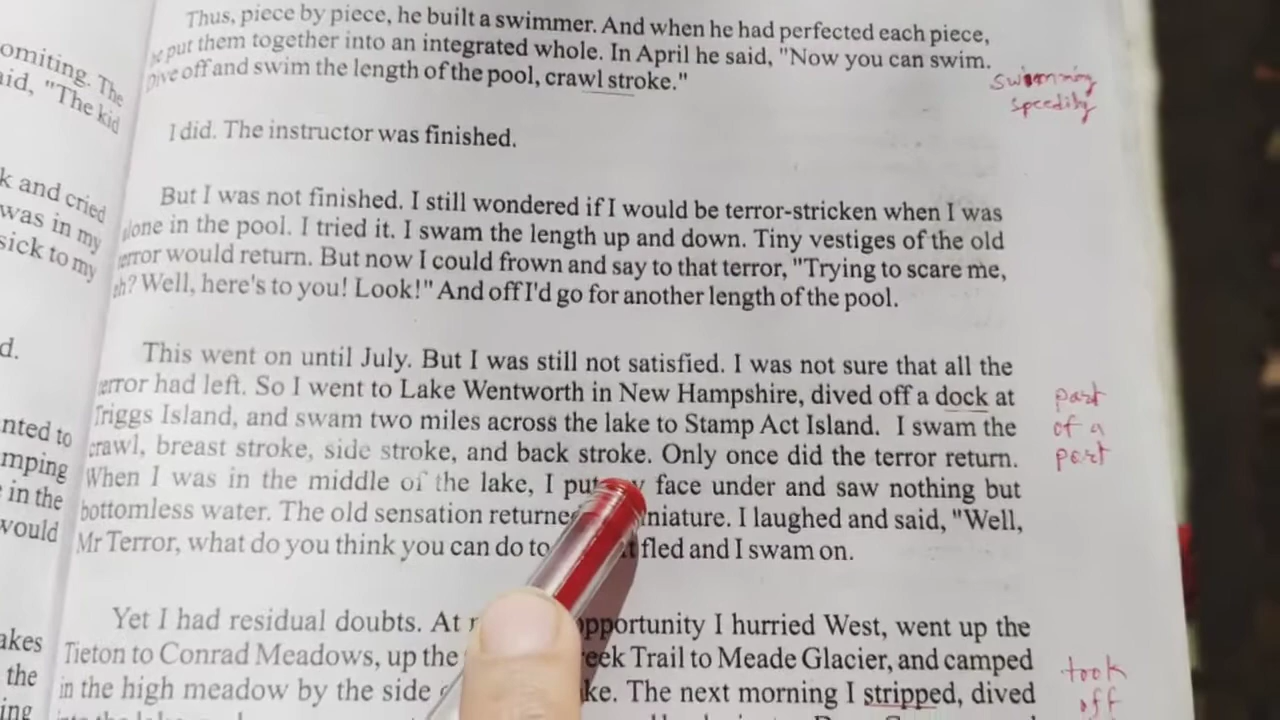 omiting. The
aid, "The kid
k and cried
was in my
sick to my
d.
nted to
mping
in the
would
akes
the
ing
Thus, piece by piece, he built a swimmer. And when he had perfected each piece,
he put them together into an integrated whole. In April he said, "Now you can swim.
Dive off and swim the length of the pool, crawl stroke."
swimming
speedily
I did. The instructor was finished.
But I was not finished. I still wondered if I would be terror-stricken when I was
alone in the pool. I tried it. I swam the length up and down. Tiny vestiges of the old
terror would return. But now I could frown and say to that terror, "Trying to scare me,
eh? Well, here's to you! Look!" And off I'd go for another length of the pool.
This went on until July. But I was still not satisfied. I was not sure that all the
terror had left. So I went to Lake Wentworth in New Hampshire, dived off a dock at
Triggs Island, and swam two miles across the lake to Stamp Act Island. I swam the
crawl, breast stroke, side stroke, and back stroke. Only once did the terror return.
When I was in the middle of the lake, I put face under and saw nothing but
bottomless water. The old sensation returned niature. I laughed and said, "Well,
Mr Terror, what do you think you can do to fled and I swam on.
part
of a
port
Yet I had residual doubts. At opportunity I hurried West, went up the
Tieton to Conrad Meadows, up the eek Trail to Meade Glacier, and camped
in the high meadow by the side ke. The next morning I stripped, dived
took
off